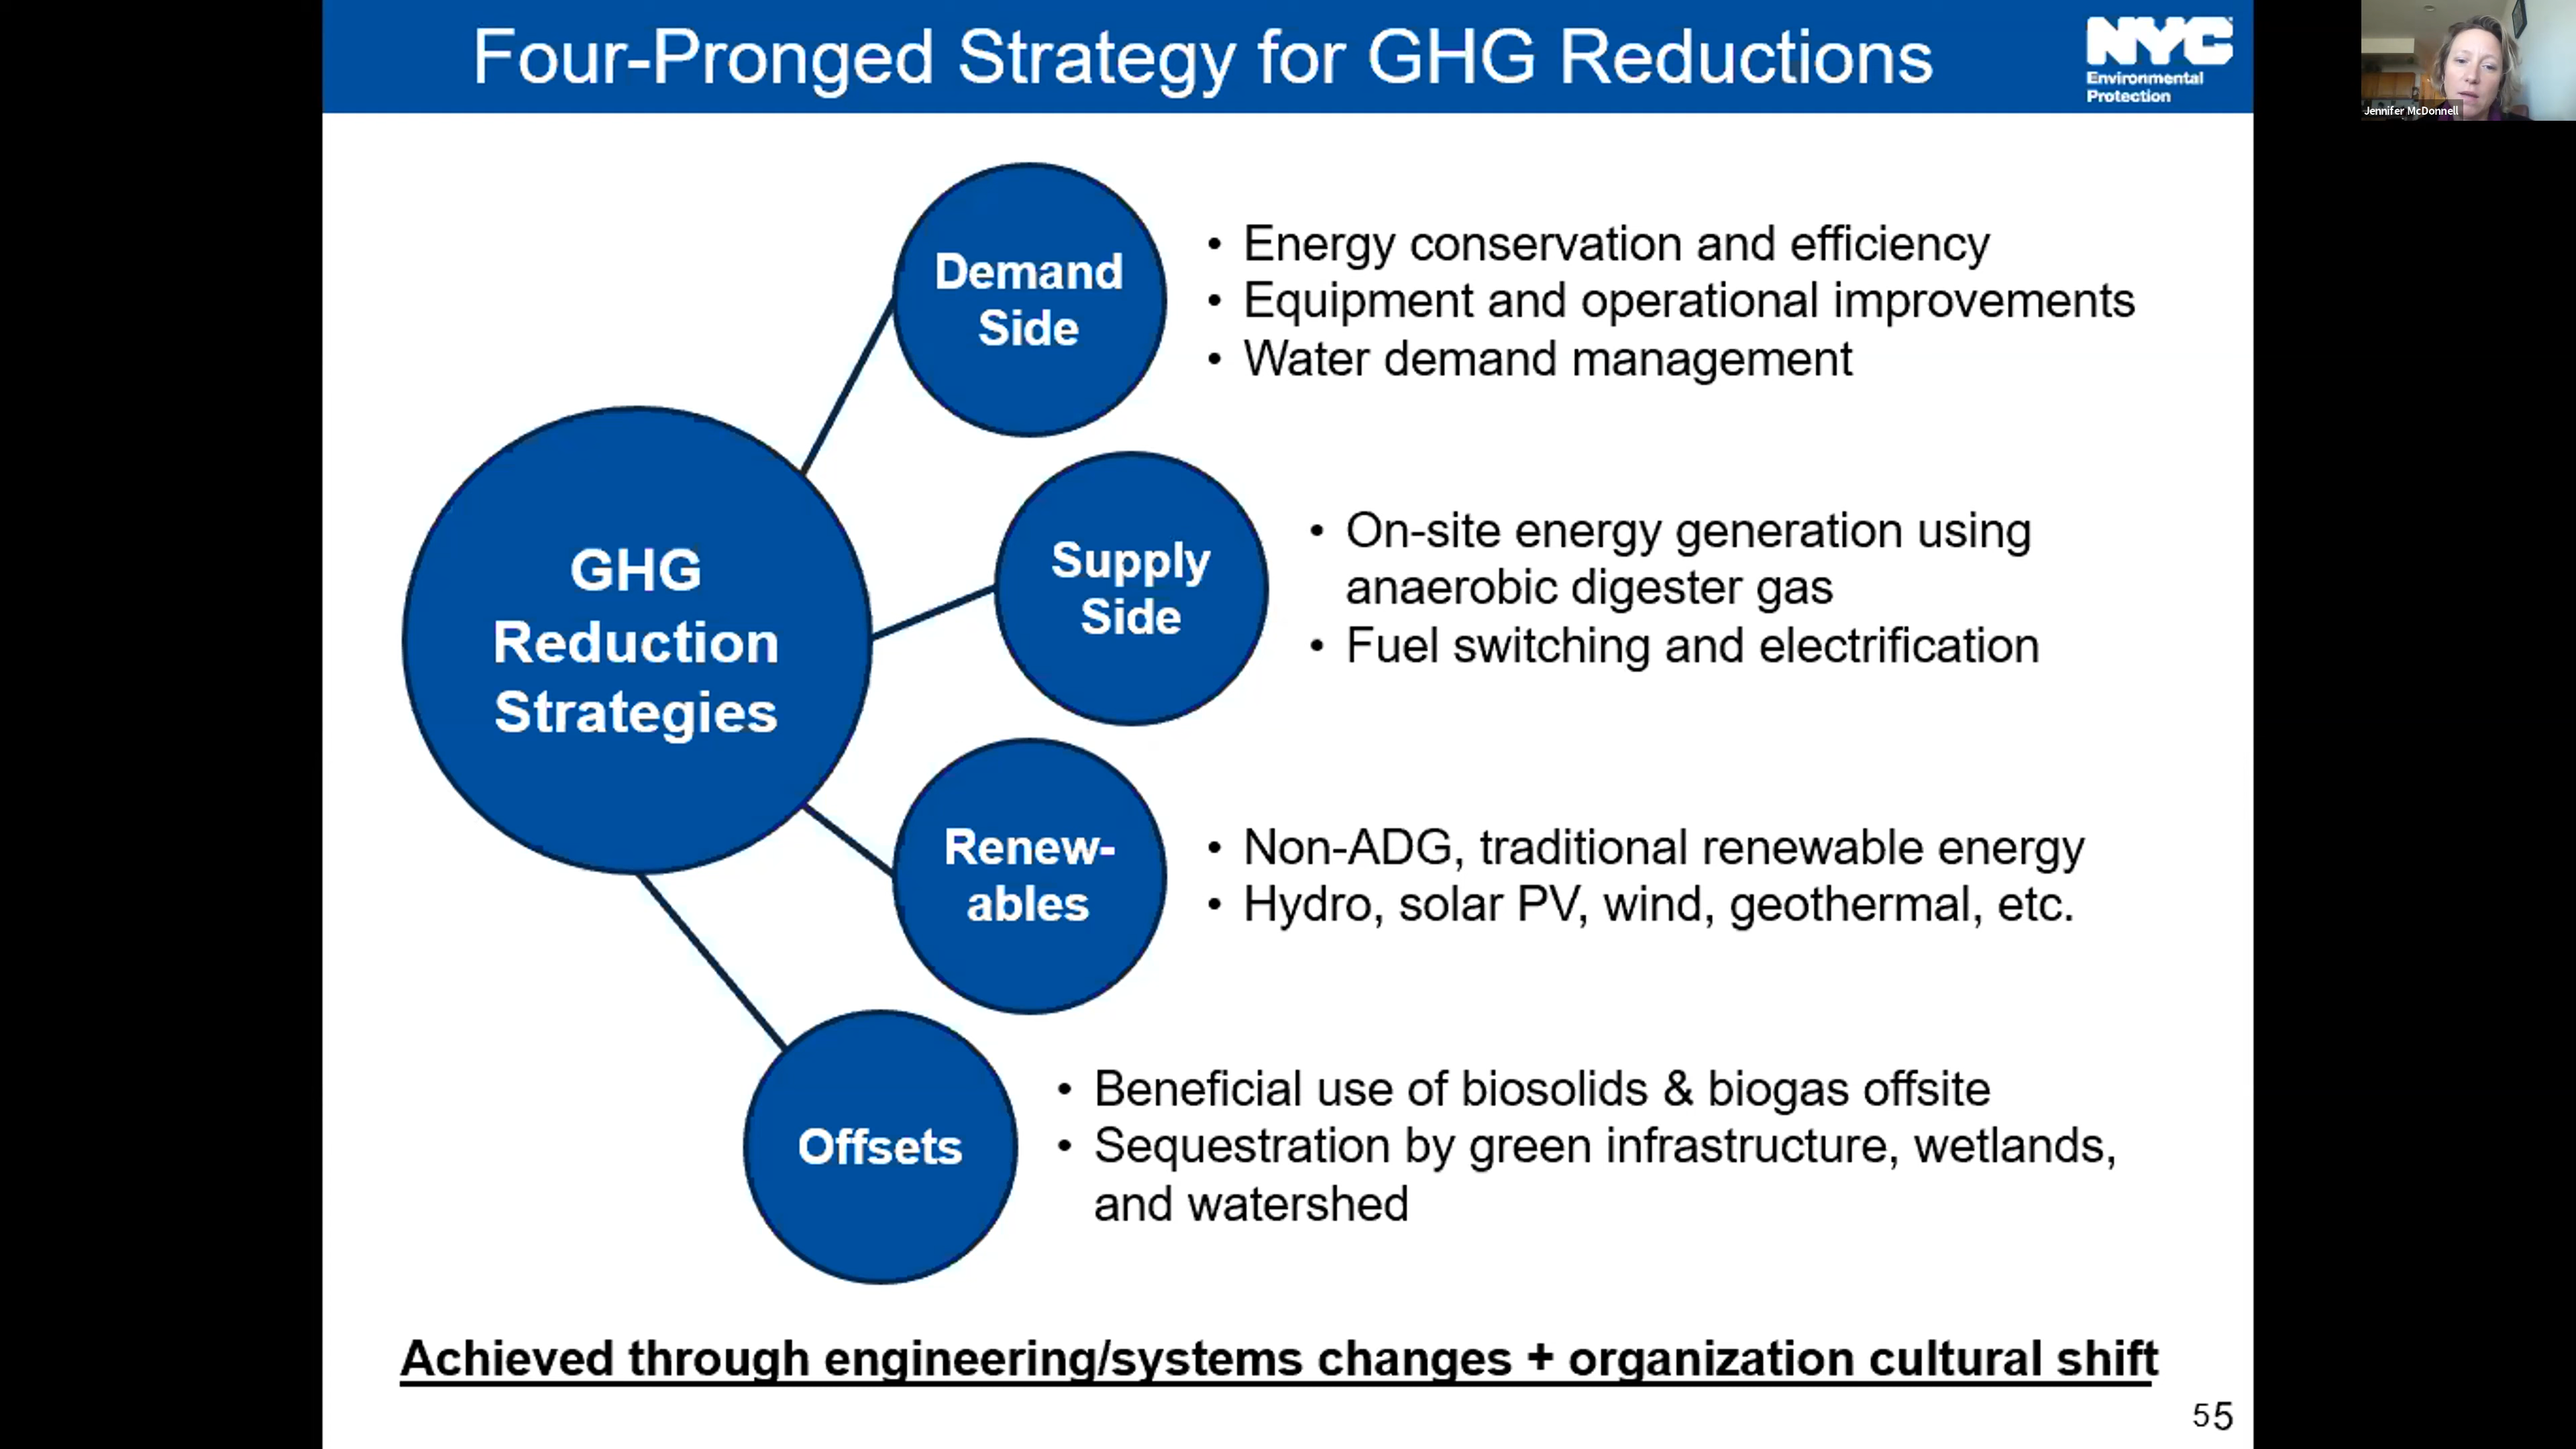 Four-Pronged Strategy for GHG Reductions
NYC
Environmental
Protection
Jennifer McDonnell
Demand
Side
• Energy conservation and efficiency
• Equipment and operational improvements
• Water demand management
GHG
Reduction
Strategies
Supply
Side
• On-site energy generation using
anaerobic digester gas
• Fuel switching and electrification
Renew-
ables
• Non-ADG, traditional renewable energy
• Hydro, solar PV, wind, geothermal, etc.
Offsets
• Beneficial use of biosolids & biogas offsite
• Sequestration by green infrastructure, wetlands,
and watershed
Achieved through engineering/systems changes + organization cultural shift
55